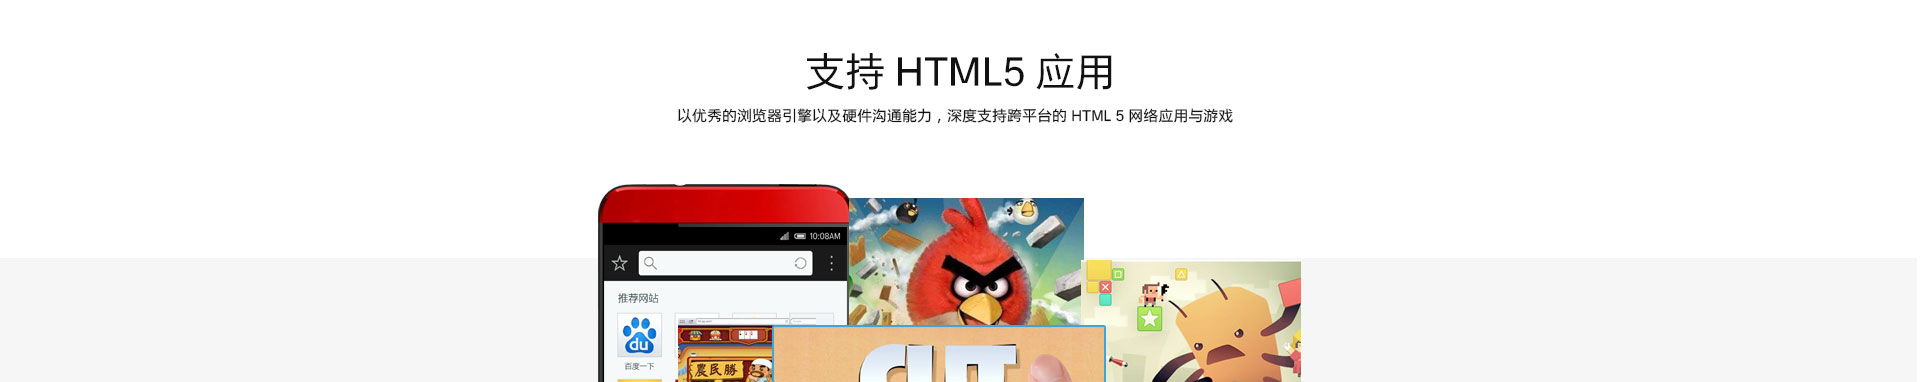 支持 HTML5 应用
以优秀的浏览器引擎以及硬件沟通能力，深度支持跨平台的 HTML 5 网络应用与游戏
10:08AM
推荐网站
du
百度一下
農民勝